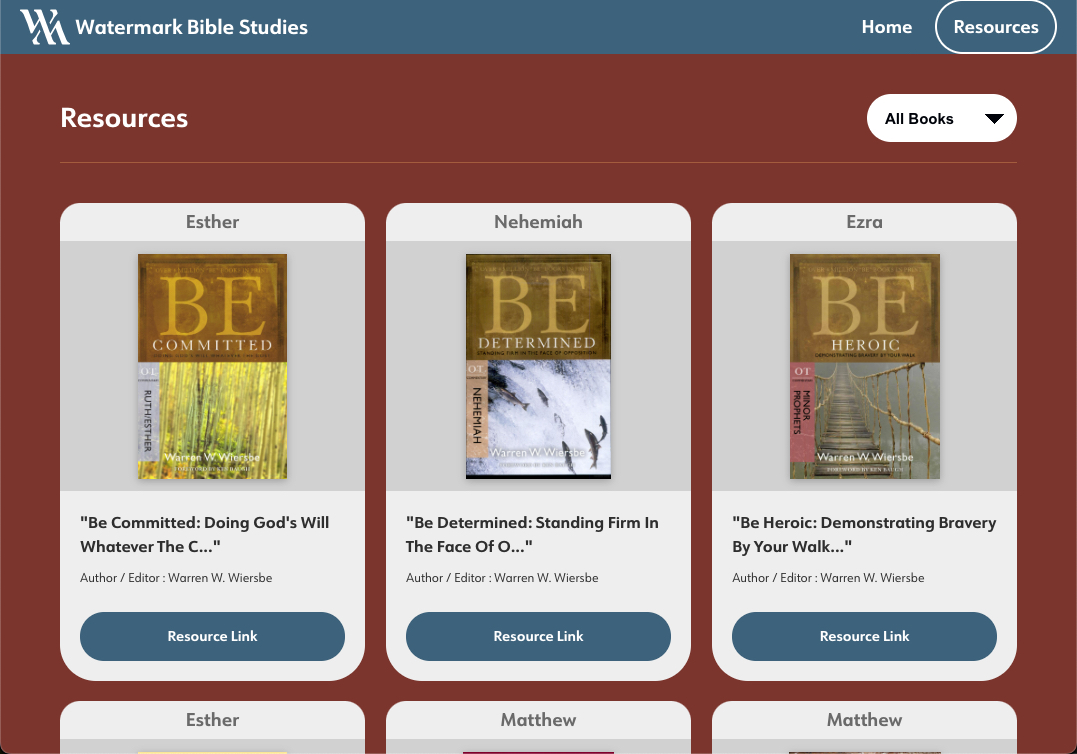 Watermark Bible Studies
Home
Resources
Resources
All Books
Esther
Nehemiah
Ezra
BE
COMMITTED
OT
RUTH/ESTHER
Warren W. Wiersbe
BE
DETERMINED
STANDING FIRM IN THE FACE OF OPPOSITION
OT
NEHEMIAH
Warren W. Wiersbe
BE
HEROIC
DEMONSTRATING BRAVERY BY YOUR WALK
OT
MINOR
PROPHETS
Warren W. Wiersbe
FOREWORD BY KEN BAUGH
"Be Committed: Doing God's Will
Whatever The C..."
Author / Editor : Warren W. Wiersbe
Resource Link
"Be Determined: Standing Firm In
The Face Of O..."
Author / Editor : Warren W. Wiersbe
Resource Link
"Be Heroic: Demonstrating Bravery
By Your Walk..."
Author / Editor : Warren W. Wiersbe
Resource Link
Esther
Matthew
Matthew